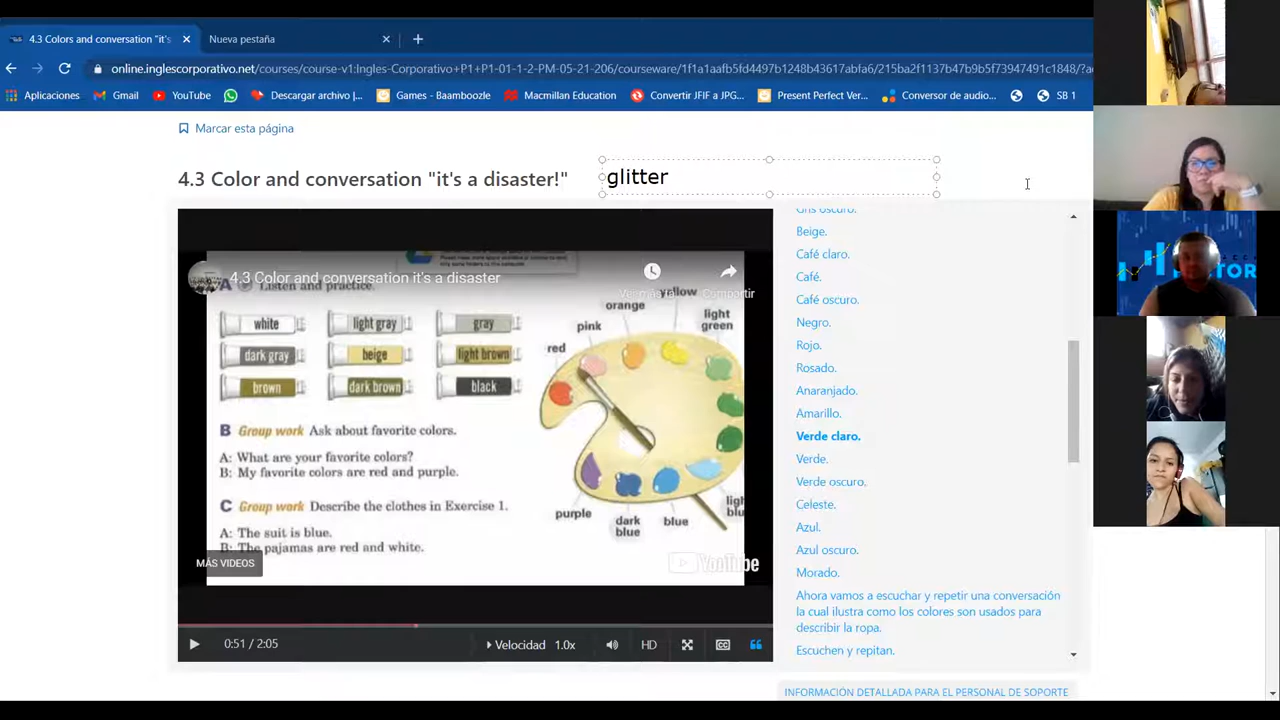 4.3 Colors and conversation "it's
Nueva pestaña
online.inglescorporativo.net/courses/course-v1:Ingles-Corporativo+P1+P1-01-1-2-PM-05-21-206/courseware/1f1a1aafb5fd4497b1248b43617abfa6/215ba2f1137b47b9b5f73947491c1848/?a
Aplicaciones
Gmail
YouTube
Descargar archivo |...
Games - Baamboozle
Macmillan Education
Convertir JFIF a JPG...
Present Perfect Ver...
Conversor de audio...
SB 1
Marcar esta página
4.3 Color and conversation "it's a disaster!"
glitter
4.3 Color and conversation it's a disaster
A Listen and practice.
Compartir
white
light gray
gray
dark gray
beige
light brown
brown
dark brown
black
red
pink
orange
yellow
light
green
purple
dark
blue
blue
B Group work Ask about favorite colors.
A: What are your favorite colors?
B: My favorite colors are red and purple.
C Group work Describe the clothes in Exercise 1.
A: The suit is blue.
B: The pajamas are red and white.
MÁS VIDEOS
YouTube
0:51 / 2:05
Velocidad 1.0x
HD
CC
Gris oscuro.
Beige.
Café claro.
Café.
Café oscuro.
Negro.
Rojo.
Rosado.
Anaranjado.
Amarillo.
Verde claro.
Verde.
Verde oscuro.
Celeste.
Azul.
Azul oscuro.
Morado.
Ahora vamos a escuchar y repetir una conversación
la cual ilustra como los colores son usados para
describir la ropa.
Escuchen y repitan.
INFORMACIÓN DETALLADA PARA EL PERSONAL DE SOPORTE